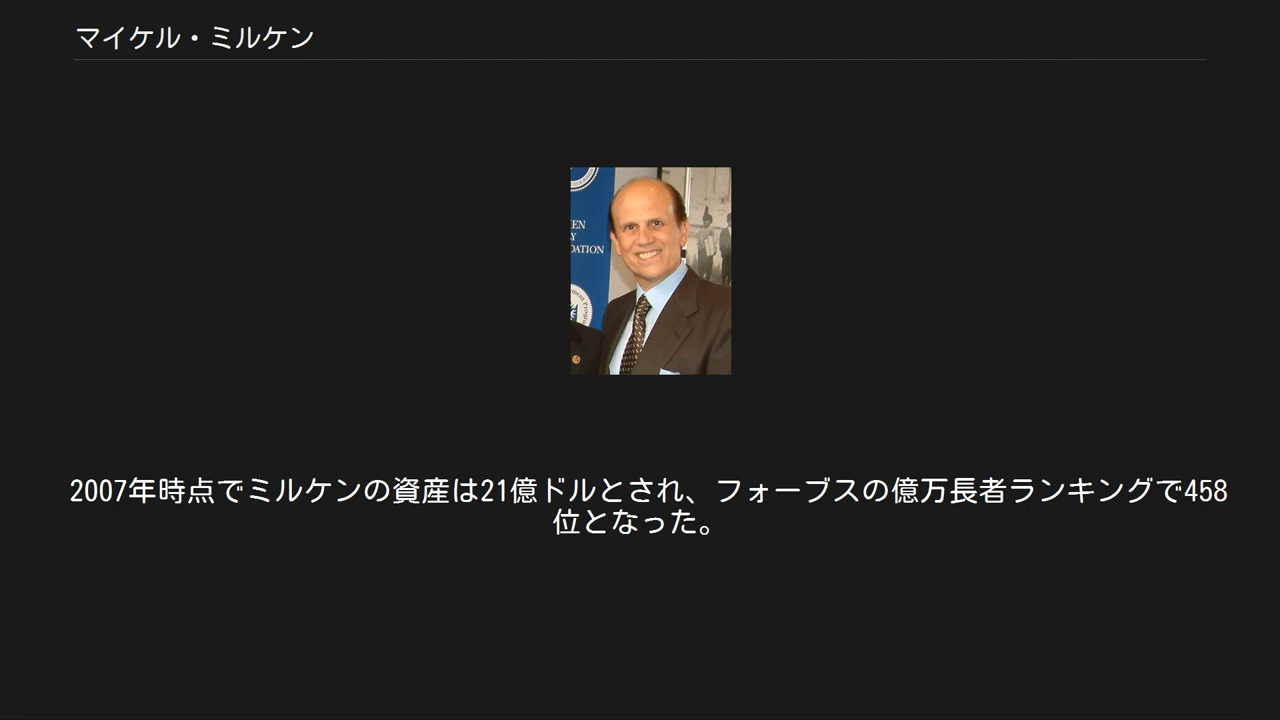 マイケル・ミルケン
EN
Y
DATION
2007年時点でミルケンの資産は21億ドルとされ、フォーブスの億万長者ランキングで458
位となった。